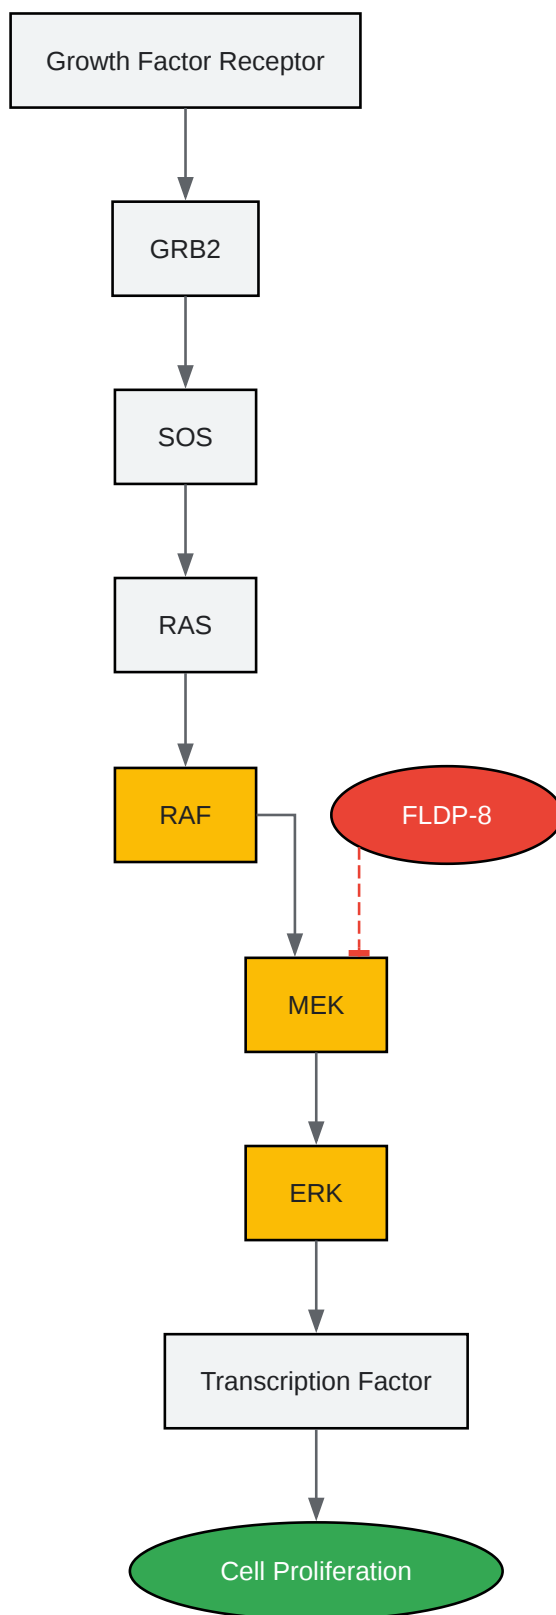 Growth Factor Receptor
GRB2
SOS
RAS
RAF
FLDP-8
MEK
ERK
Transcription Factor
Cell Proliferation